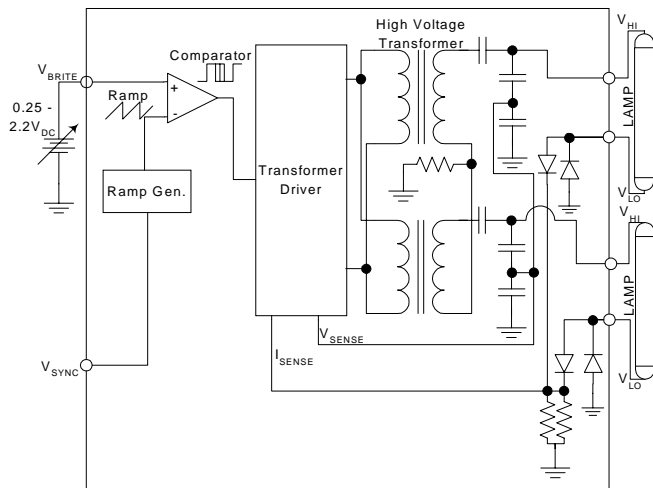 High Voltage
Transformer
Comparator
V_BRITE
+
-
Ramp
0.25 -
2.2V_DC
Ramp Gen.
Transformer
Driver
V_HI
LAMP
V_LO
V_HI
LAMP
V_LO
V_SENSE
I_SENSE
V_SYNC